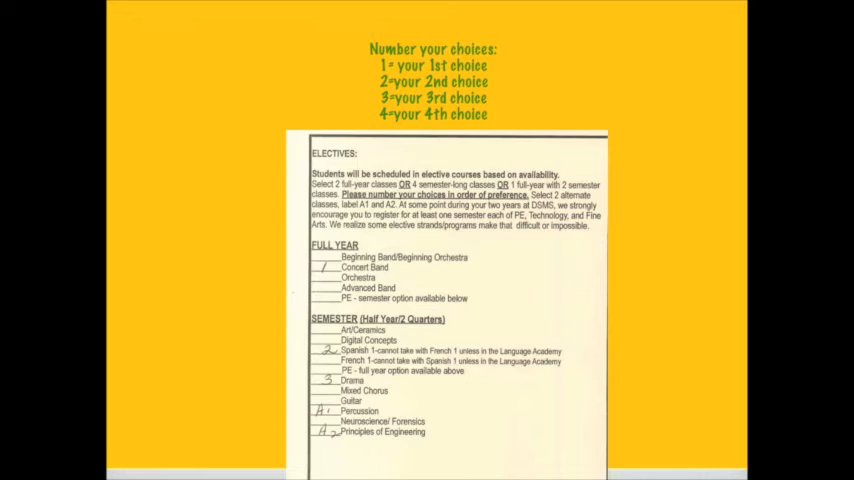 Number your choices:
1= your 1st choice
2=your 2nd choice
3=your 3rd choice
4=your 4th choice
ELECTIVES:
Students will be scheduled in elective courses based on availability.
Select 2 full-year classes OR 4 semester-long classes OR 1 full-year with 2 semester
classes. Please number your choices in order of preference. Select 2 alternate
classes, label A1 and A2. At some point during your two years at DSMS, we strongly
encourage you to register for at least one semester each of PE, Technology, and Fine
Arts. We realize some elective strands/programs make that difficult or impossible.
FULL YEAR
Beginning Band/Beginning Orchestra
1 Concert Band
Orchestra
Advanced Band
PE - semester option available below
SEMESTER (Half Year/2 Quarters)
Art/Ceramics
Digital Concepts
2 Spanish 1-cannot take with French 1 unless in the Language Academy
French 1-cannot take with Spanish 1 unless in the Language Academy
PE - full year option available above
3 Drama
Mixed Chorus
Guitar
A1 Percussion
Neuroscience/ Forensics
A2 Principles of Engineering